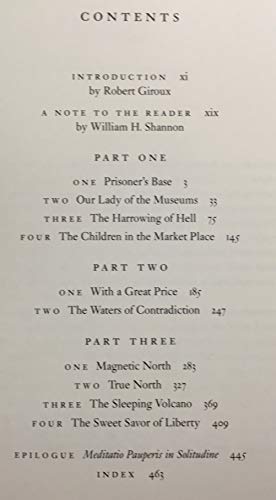 CONTENTS
INTRODUCTION xi
by Robert Giroux
A NOTE TO THE READER xix
by William H. Shannon
PART ONE
ONE Prisoner's Base 3
TWO Our Lady of the Museums 33
THREE The Harrowing of Hell 75
FOUR The Children in the Market Place 145
PART TWO
ONE With a Great Price 185
TWO The Waters of Contradiction 247
PART THREE
ONE Magnetic North 283
TWO True North 327
THREE The Sleeping Volcano 369
FOUR The Sweet Savor of Liberty 409
EPILOGUE Meditatio Pauperis in Solitudine 445
INDEX 463